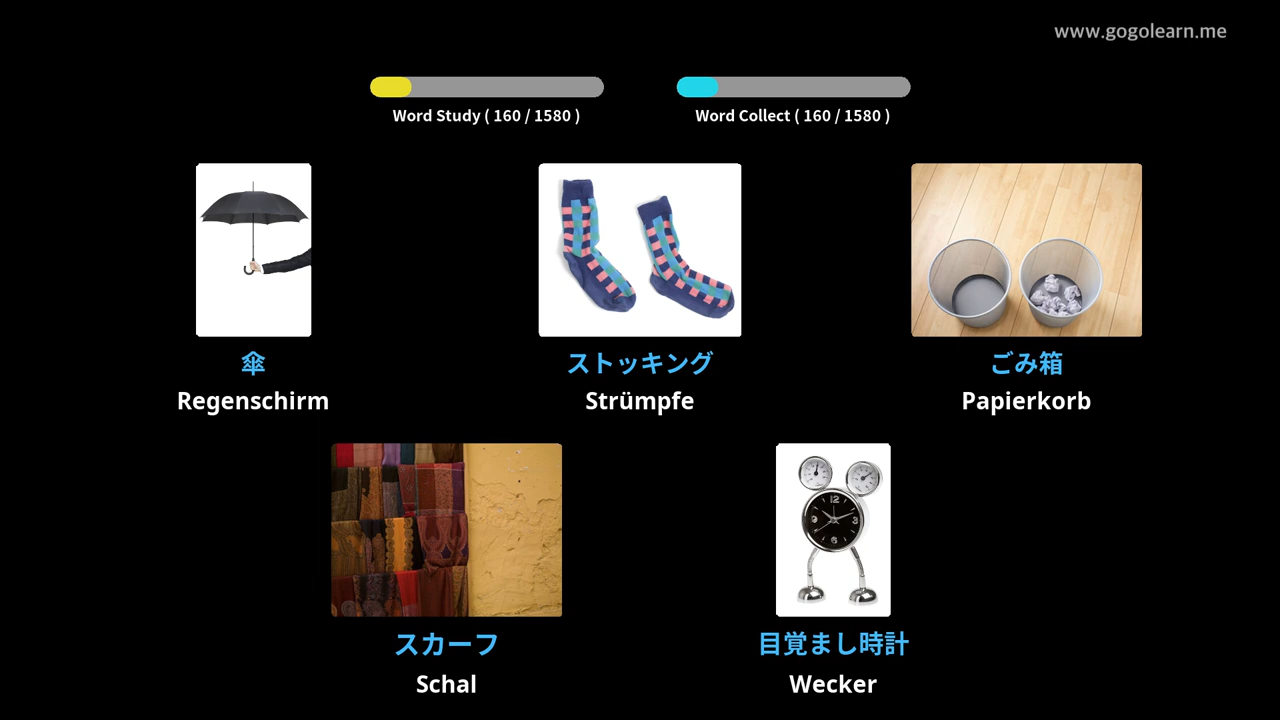 www.gogolearn.me
Word Study ( 160 / 1580 )
Word Collect ( 160 / 1580 )
傘
Regenschirm
ストッキング
Strümpfe
ごみ箱
Papierkorb
スカーフ
Schal
目覚まし時計
Wecker